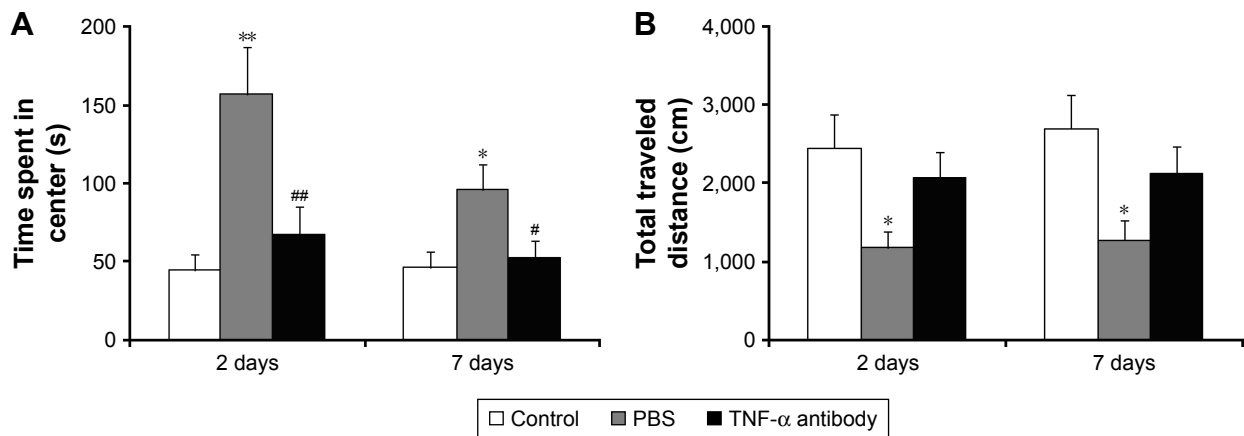 A
Time spent in
center (s)
200
150
100
50
0
**
##
*
#
2 days
7 days
B
Total traveled
distance (cm)
4,000
3,000
2,000
1,000
0
*
*
2 days
7 days
Control PBS TNF-α antibody